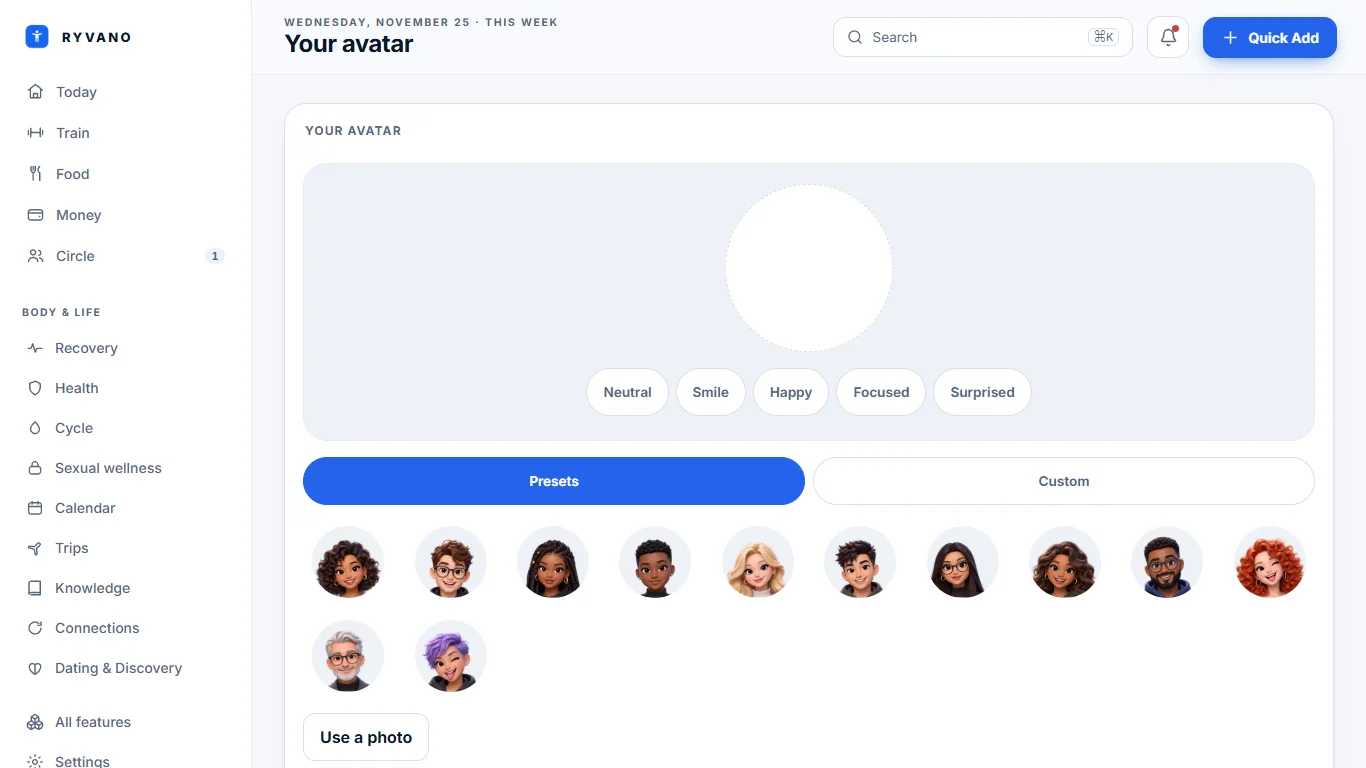 RYVANO
Today
Train
Food
Money
Circle
1
BODY & LIFE
Recovery
Health
Cycle
Sexual wellness
Calendar
Trips
Knowledge
Connections
Dating & Discovery
All features
Settings
WEDNESDAY, NOVEMBER 25 · THIS WEEK
Your avatar
Search
⌘K
Quick Add
YOUR AVATAR
Neutral
Smile
Happy
Focused
Surprised
Presets
Custom
Use a photo